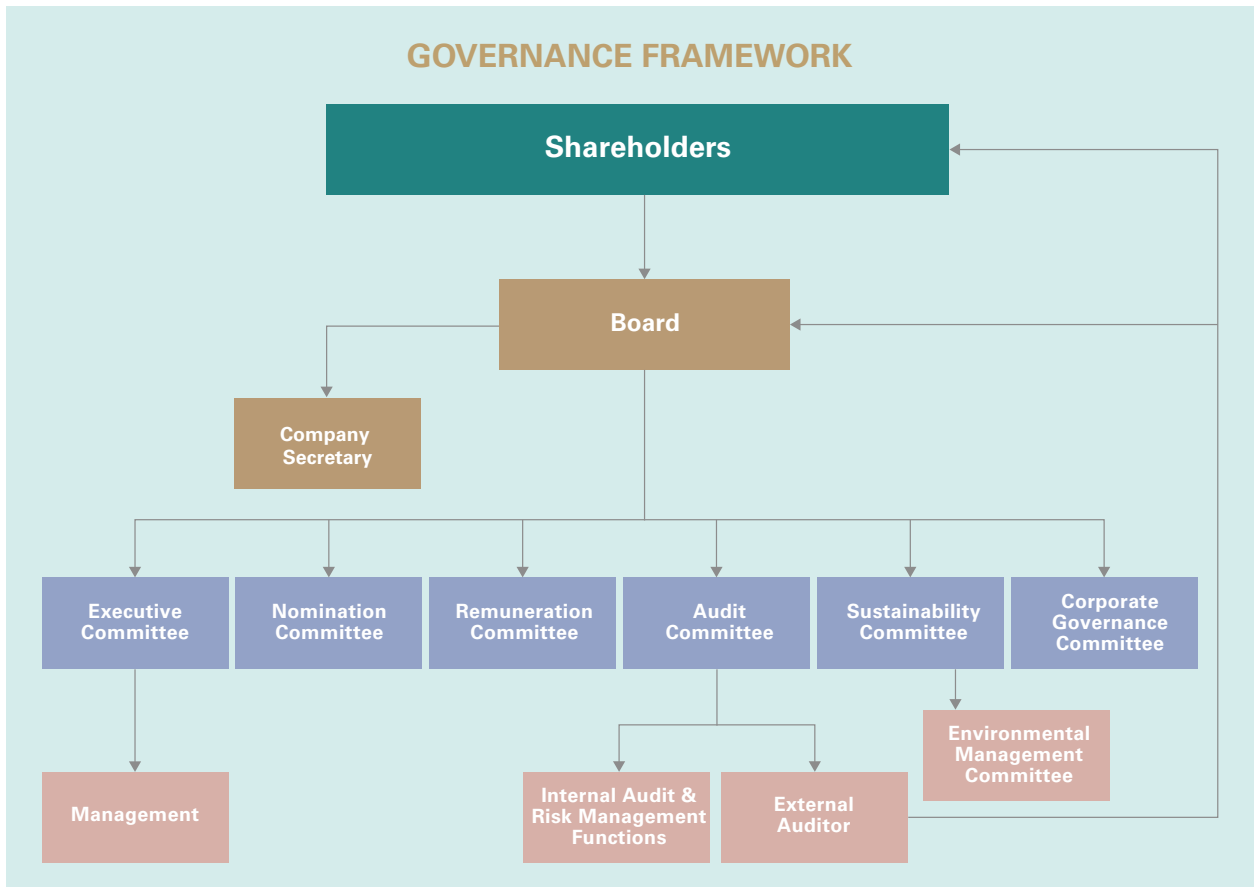 GOVERNANCE FRAMEWORK
Shareholders
Board
Company
Secretary
Executive
Committee
Nomination
Committee
Remuneration
Committee
Audit
Committee
Sustainability
Committee
Corporate
Governance
Committee
Environmental
Management
Committee
Management
Internal Audit &
Risk Management
Functions
External
Auditor